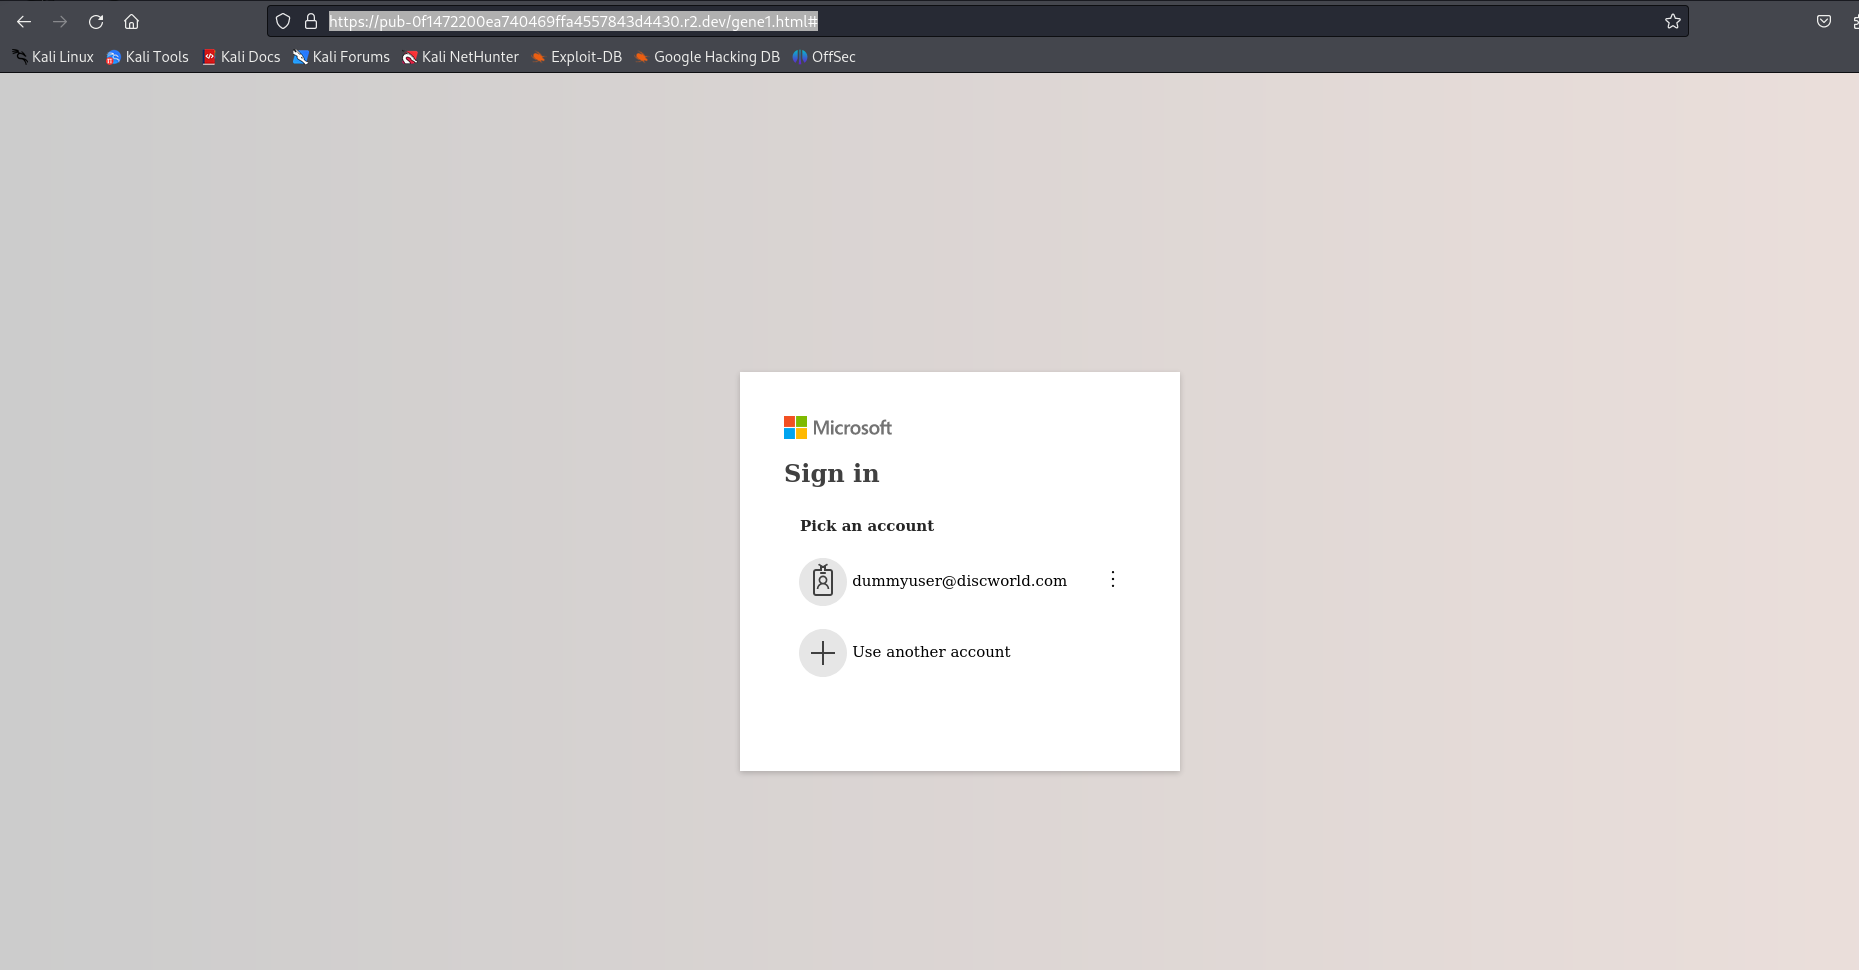 https://pub-0f1472200ea740469ffa4557843d4430.r2.dev/gene1.html#
Kali Linux Kali Tools Kali Docs Kali Forums Kali NetHunter Exploit-DB Google Hacking DB OffSec
Microsoft
Sign in
Pick an account
dummyuser@discworld.com
Use another account